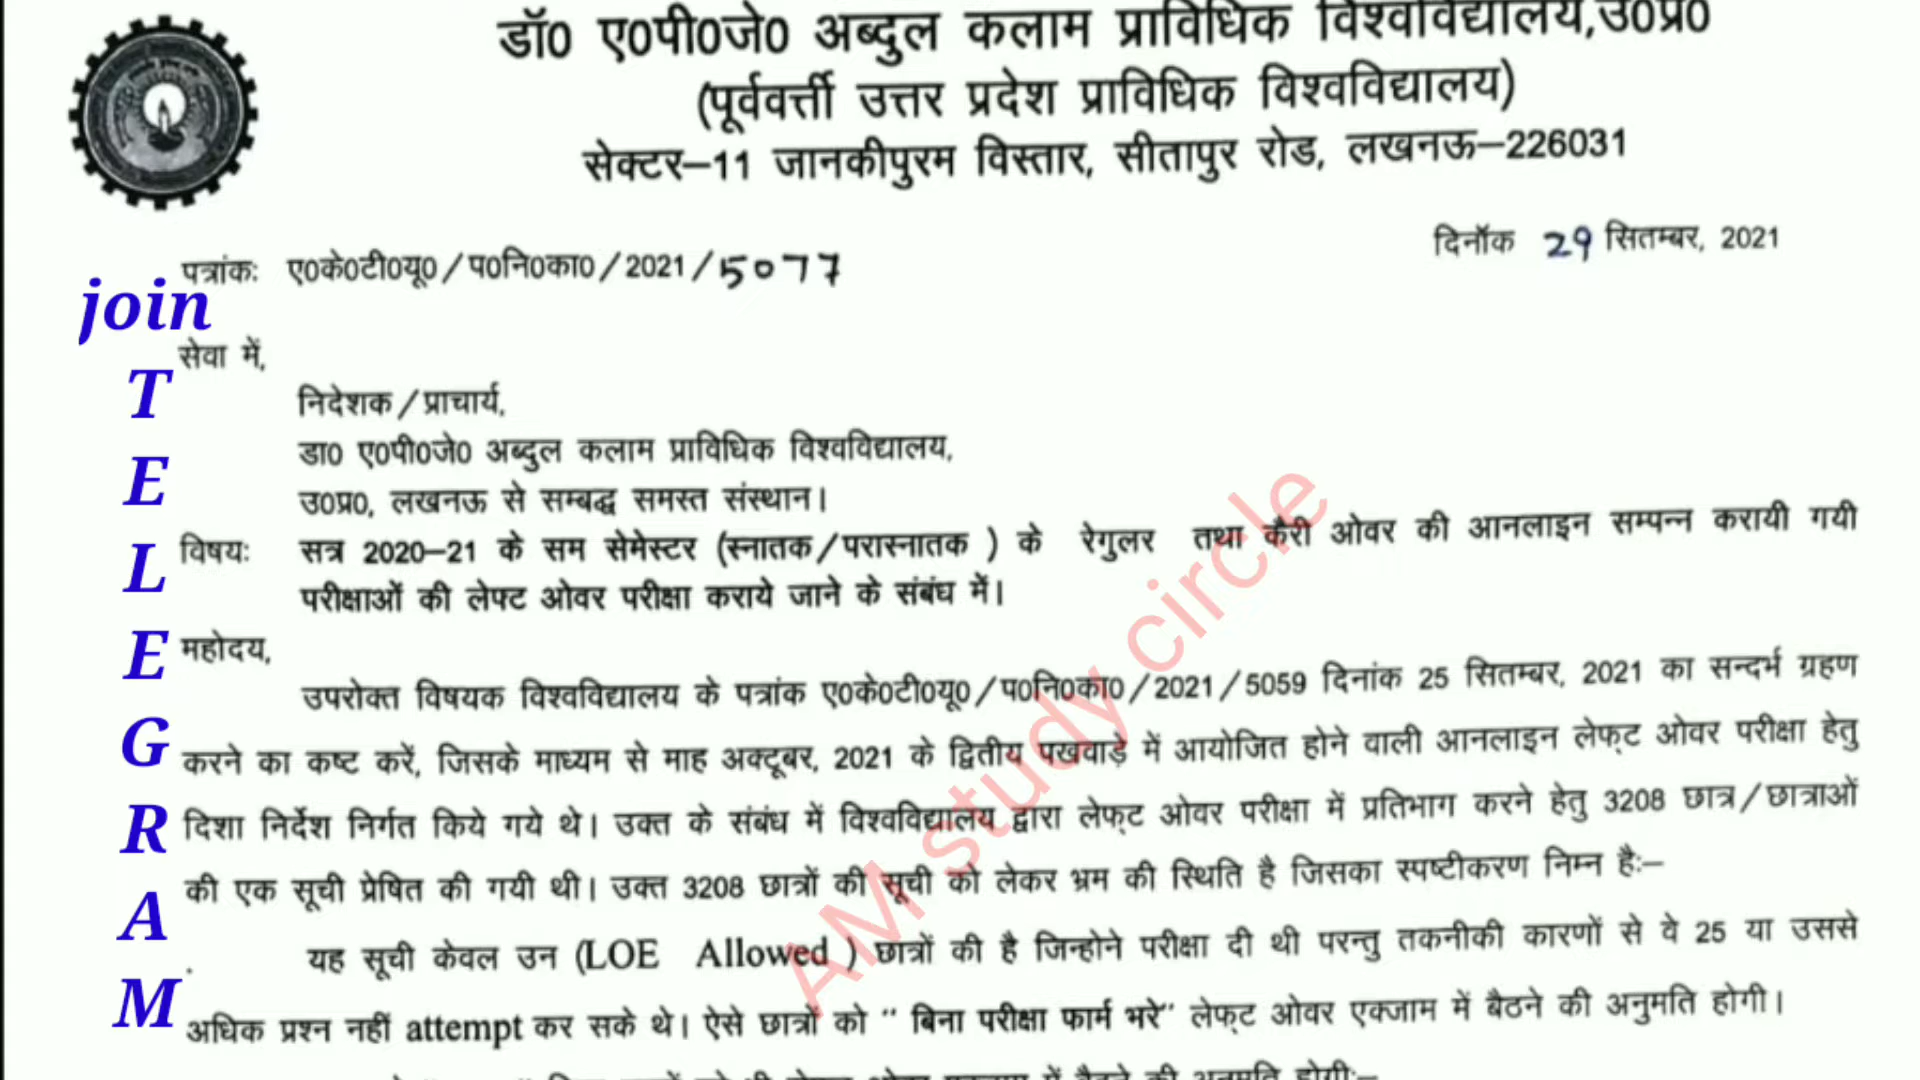 डॉ0 ए0पी0जे0 अब्दुल कलाम प्राविधिक विश्वविद्यालय,उ0प्र0
(पूर्ववर्त्ती उत्तर प्रदेश प्राविधिक विश्वविद्यालय)
सेक्टर–11 जानकीपुरम विस्तार, सीतापुर रोड, लखनऊ–226031
दिनॉक 29 सितम्बर, 2021
पत्रांकः ए0के0टी0यू0/प0नि0का0/2021/5077
join
TELEGRAM
सेवा में,
निदेशक/प्राचार्य,
डा0 ए0पी0जे0 अब्दुल कलाम प्राविधिक विश्वविद्यालय,
उ0प्र0, लखनऊ से सम्बद्ध समस्त संस्थान।
विषयः सत्र 2020–21 के सम सेमेस्टर (स्नातक/परास्नातक ) के रेगुलर तथा कैरी ओवर की आनलाइन सम्पन्न करायी गयी
परीक्षाओं की लेफ्ट ओवर परीक्षा कराये जाने के संबंध में।
महोदय,
उपरोक्त विषयक विश्वविद्यालय के पत्रांक ए0के0टी0यू0/प0नि0का0/2021/5059 दिनांक 25 सितम्बर, 2021 का सन्दर्भ ग्रहण
करने का कष्ट करें, जिसके माध्यम से माह अक्टूबर, 2021 के द्वितीय पखवाड़े में आयोजित होने वाली आनलाइन लेफ्ट ओवर परीक्षा हेतु
दिशा निर्देश निर्गत किये गये थे। उक्त के संबंध में विश्वविद्यालय द्वारा लेफ्ट ओवर परीक्षा में प्रतिभाग करने हेतु 3208 छात्र/छात्राओं
की एक सूची प्रेषित की गयी थी। उक्त 3208 छात्रों की सूची को लेकर भ्रम की स्थिति है जिसका स्पष्टीकरण निम्न हैः–
यह सूची केवल उन (LOE Allowed ) छात्रों की है जिन्होने परीक्षा दी थी परन्तु तकनीकी कारणों से वे 25 या उससे
अधिक प्रश्न नहीं attempt कर सके थे। ऐसे छात्रों को " बिना परीक्षा फार्म भरे" लेफ्ट ओवर एक्जाम में बैठने की अनुमति होगी।
में बैठने की अनुमति होगी:–
AM study circle